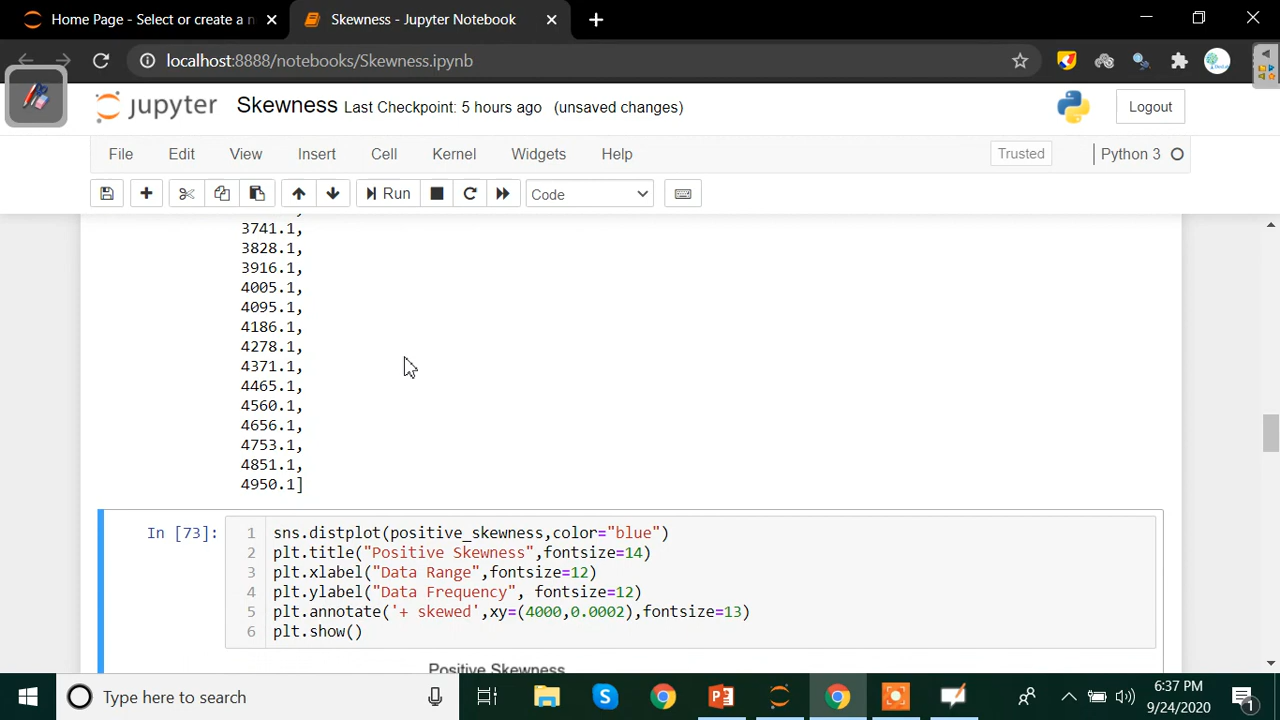 Home Page - Select or create a n
Skewness - Jupyter Notebook
localhost:8888/notebooks/Skewness.ipynb
jupyter Skewness Last Checkpoint: 5 hours ago (unsaved changes)
Logout
File Edit View Insert Cell Kernel Widgets Help
Trusted
Python 3
Run
Code
3741.1,
3828.1,
3916.1,
4005.1,
4095.1,
4186.1,
4278.1,
4371.1,
4465.1,
4560.1,
4656.1,
4753.1,
4851.1,
4950.1]
In [73]:
1 sns.distplot(positive_skewness,color="blue")
2 plt.title("Positive Skewness",fontsize=14)
3 plt.xlabel("Data Range",fontsize=12)
4 plt.ylabel("Data Frequency", fontsize=12)
5 plt.annotate('+ skewed',xy=(4000,0.0002),fontsize=13)
6 plt.show()
Positive Skewness
Type here to search
6:37 PM
9/24/2020
1